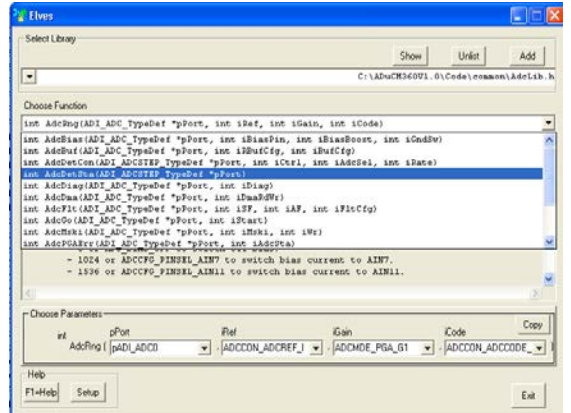 Elves
Select Library
Show Unlist Add
C:\ADuCM360V1.0\Code\common\AdcLib.h
Choose Function
int AdcRng(ADI_ADC_TypeDef *pPort, int iRef, int iGain, int iCode)
int AdcBias(ADI_ADC_TypeDef *pPort, int iBiasPin, int iBiasBoost, int iGndSw)
int AdcBuf(ADI_ADC_TypeDef *pPort, int iRBufCfg, int iBufCfg)
int AdcDetCon(ADI_ADCSTEP_TypeDef *pPort, int iCtrl, int iAdcSel, int iRate)
int AdcDetSta(ADI_ADCSTEP_TypeDef *pPort)
int AdcDiag(ADI_ADC_TypeDef *pPort, int iDiag)
int AdcDma(ADI_ADC_TypeDef *pPort, int iDmaRdWr)
int AdcFlt(ADI_ADC_TypeDef *pPort, int iSF, int iAF, int iFltCfg)
int AdcGo(ADI_ADC_TypeDef *pPort, int iStart)
int AdcMski(ADI_ADC_TypeDef *pPort, int iMski, int iWr)
int AdcPGAErr(ADI_ADC_TypeDef *pPort, int iAdcSta)
- 1024 or ADCCFG_PINSEL_AIN7 to switch bias current to AIN7.
- 1536 or ADCCFG_PINSEL_AIN11 to switch bias current to AIN11.
Choose Parameters
Copy
int pPort iRef iGain iCode
AdcRng ( pADI_ADC0 , ADCCON_ADCREF_I , ADCMDE_PGA_G1 , ADCCON_ADCCODE_ )
Help
F1=Help Setup Exit